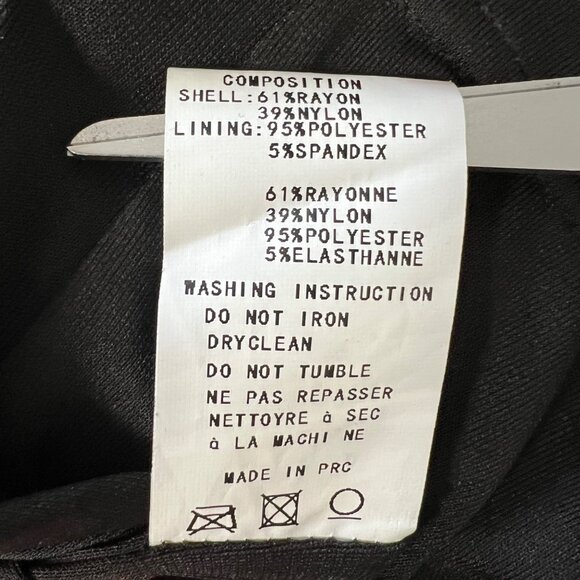 COMPOSITION
SHELL:61%RAYON
39%NYLON
LINING:95%POLYESTER
5%SPANDEX
61%RAYONNE
39%NYLON
95%POLYESTER
5%ELASTHANNE
WASHING INSTRUCTION
DO NOT IRON
DRYCLEAN
DO NOT TUMBLE
NE PAS REPASSER
NETTOYRE à SEC
à LA MACHI NE
MADE IN PRC